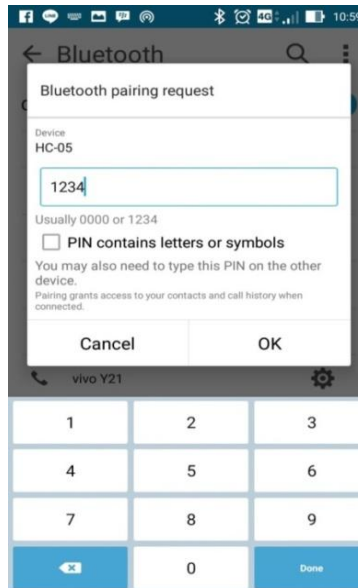 4G 10:59
Bluetooth
Bluetooth pairing request
Device
HC-05
1234
Usually 0000 or 1234
PIN contains letters or symbols
You may also need to type this PIN on the other
device.
Pairing grants access to your contacts and call history when
connected.
Cancel OK
vivo Y21
1 2 3
4 5 6
7 8 9
0 Done